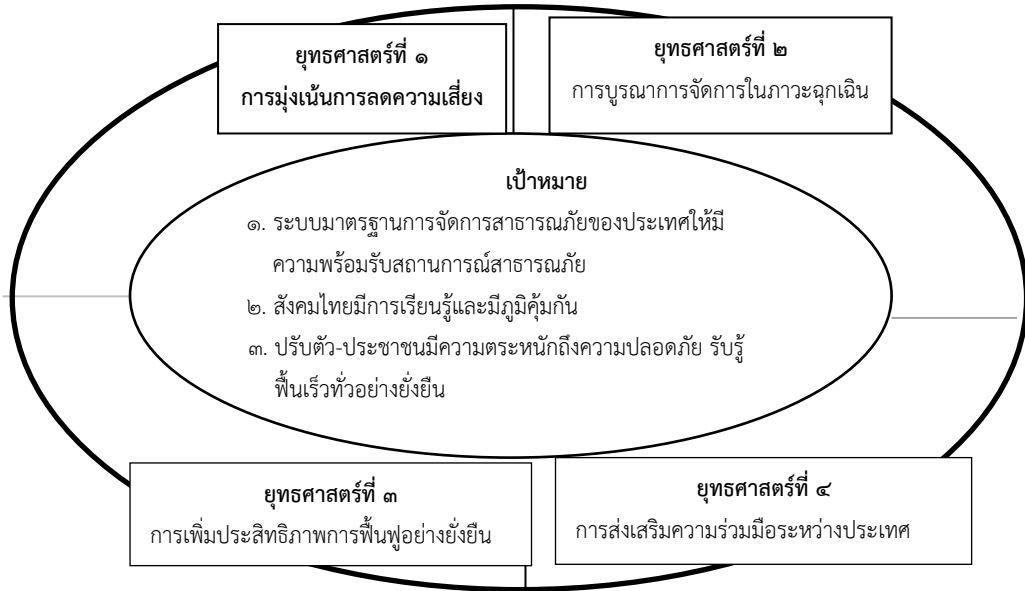 ยุทธศาสตร์ที่ ๑
การมุ่งเน้นการลดความเสี่ยง
ยุทธศาสตร์ที่ ๒
การบูรณาการจัดการในภาวะฉุกเฉิน
เป้าหมาย
๑. ระบบมาตรฐานการจัดการสาธารณภัยของประเทศให้มี
ความพร้อมรับสถานการณ์สาธารณภัย
๒. สังคมไทยมีการเรียนรู้และมีภูมิคุ้มกัน
๓. ปรับตัว-ประชาชนมีความตระหนักถึงความปลอดภัย รับรู้
ฟื้นเร็วทั่วอย่างยั่งยืน
ยุทธศาสตร์ที่ ๓
การเพิ่มประสิทธิภาพการฟื้นฟูอย่างยั่งยืน
ยุทธศาสตร์ที่ ๔
การส่งเสริมความร่วมมือระหว่างประเทศ